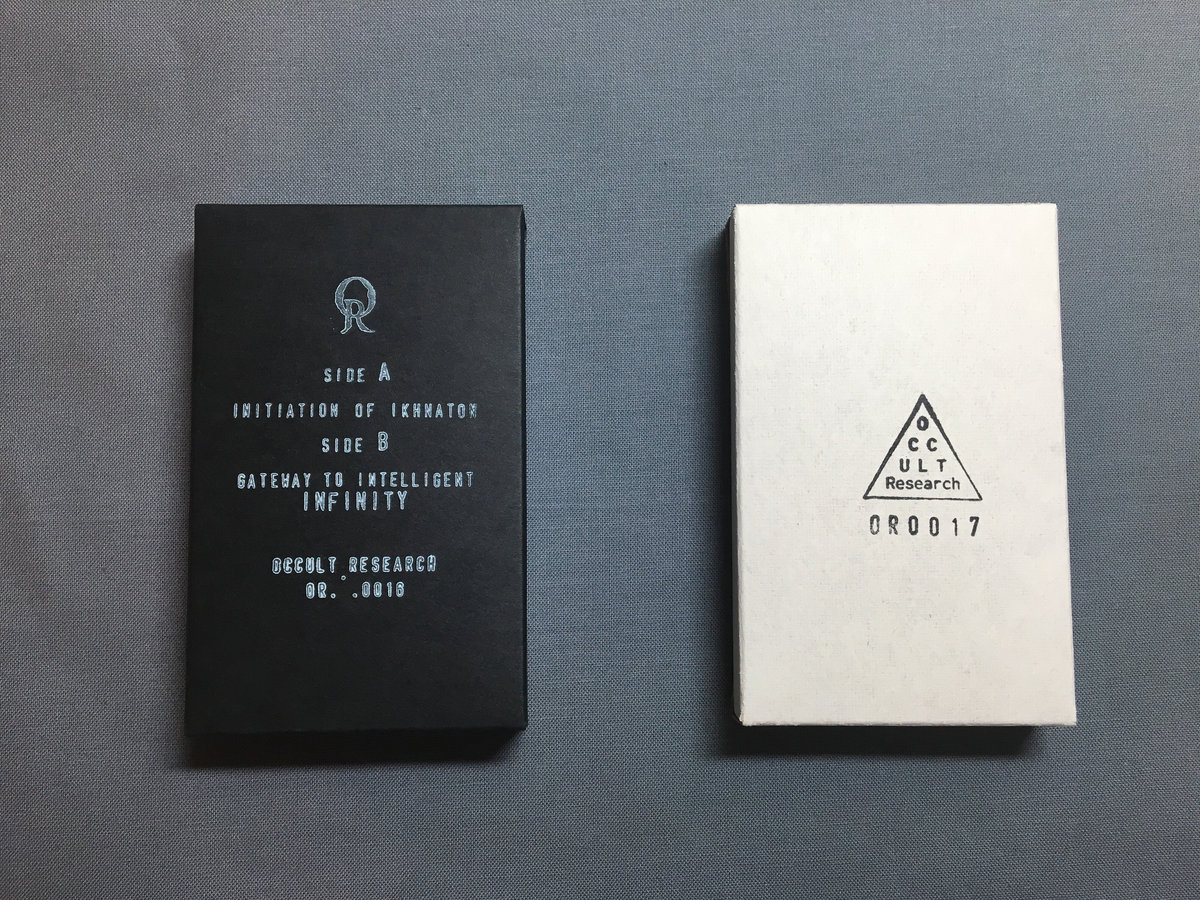 OR
SIDE A
INITIATION OF IKHNATON
SIDE B
GATEWAY TO INTELLIGENT
INFINITY
OCCULT RESEARCH
OR.°.0016
O
CC
ULT
Research
OR0017